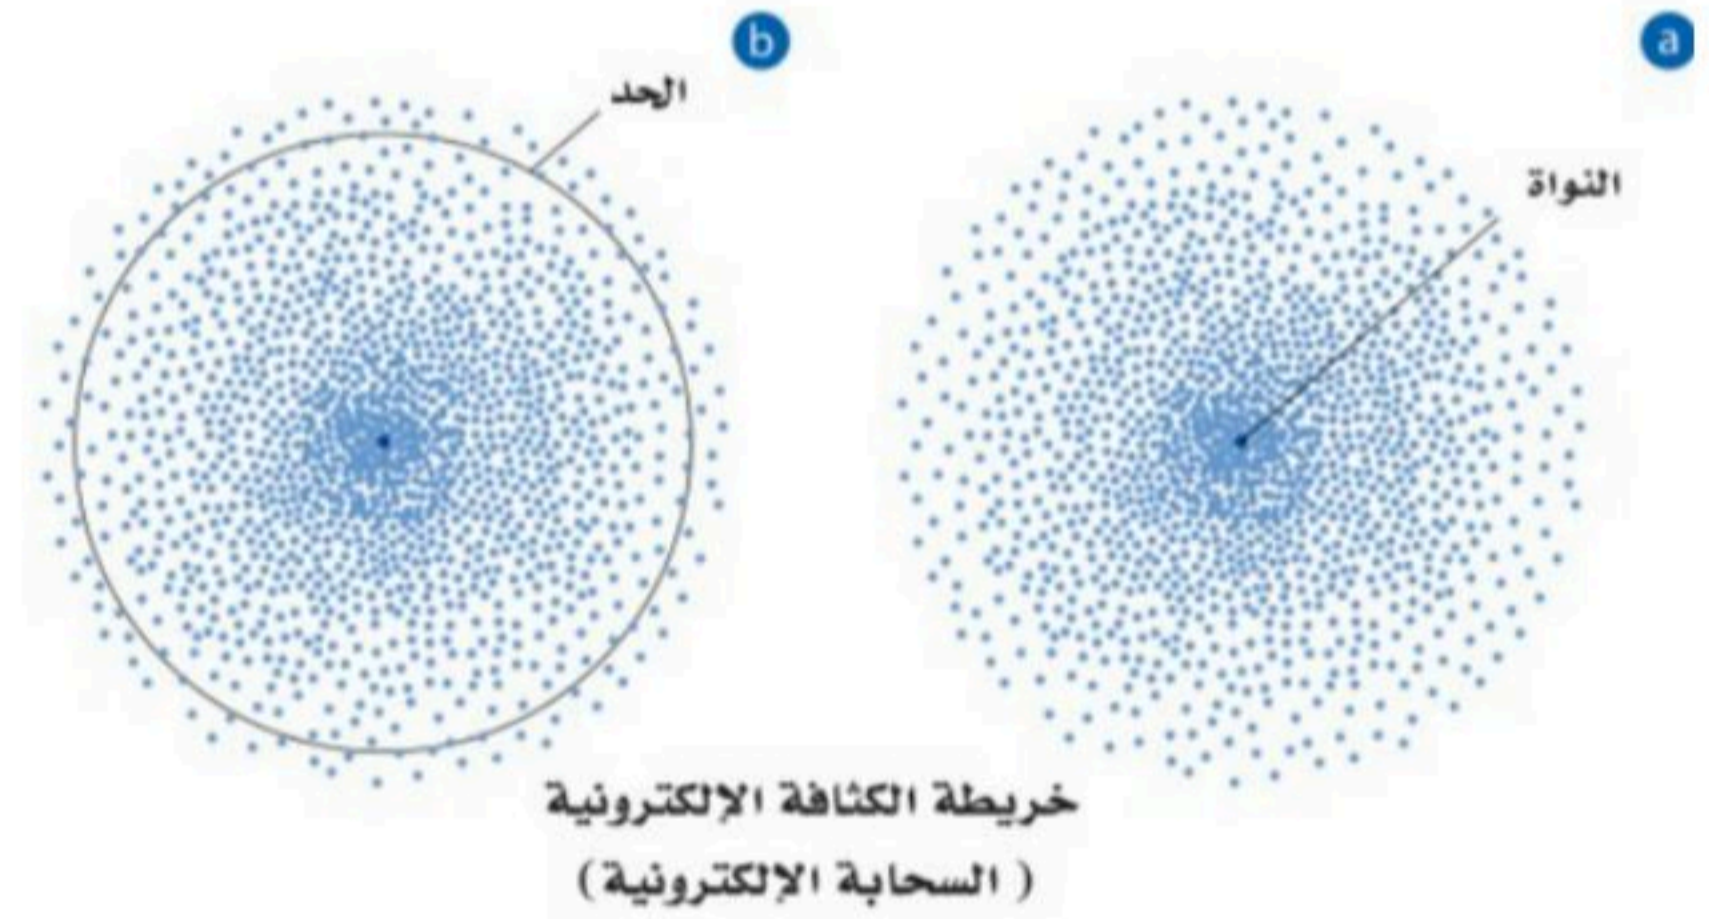 a
b
الحد
النواة
خريطة الكثافة الإلكترونية
( السحابة الإلكترونية )